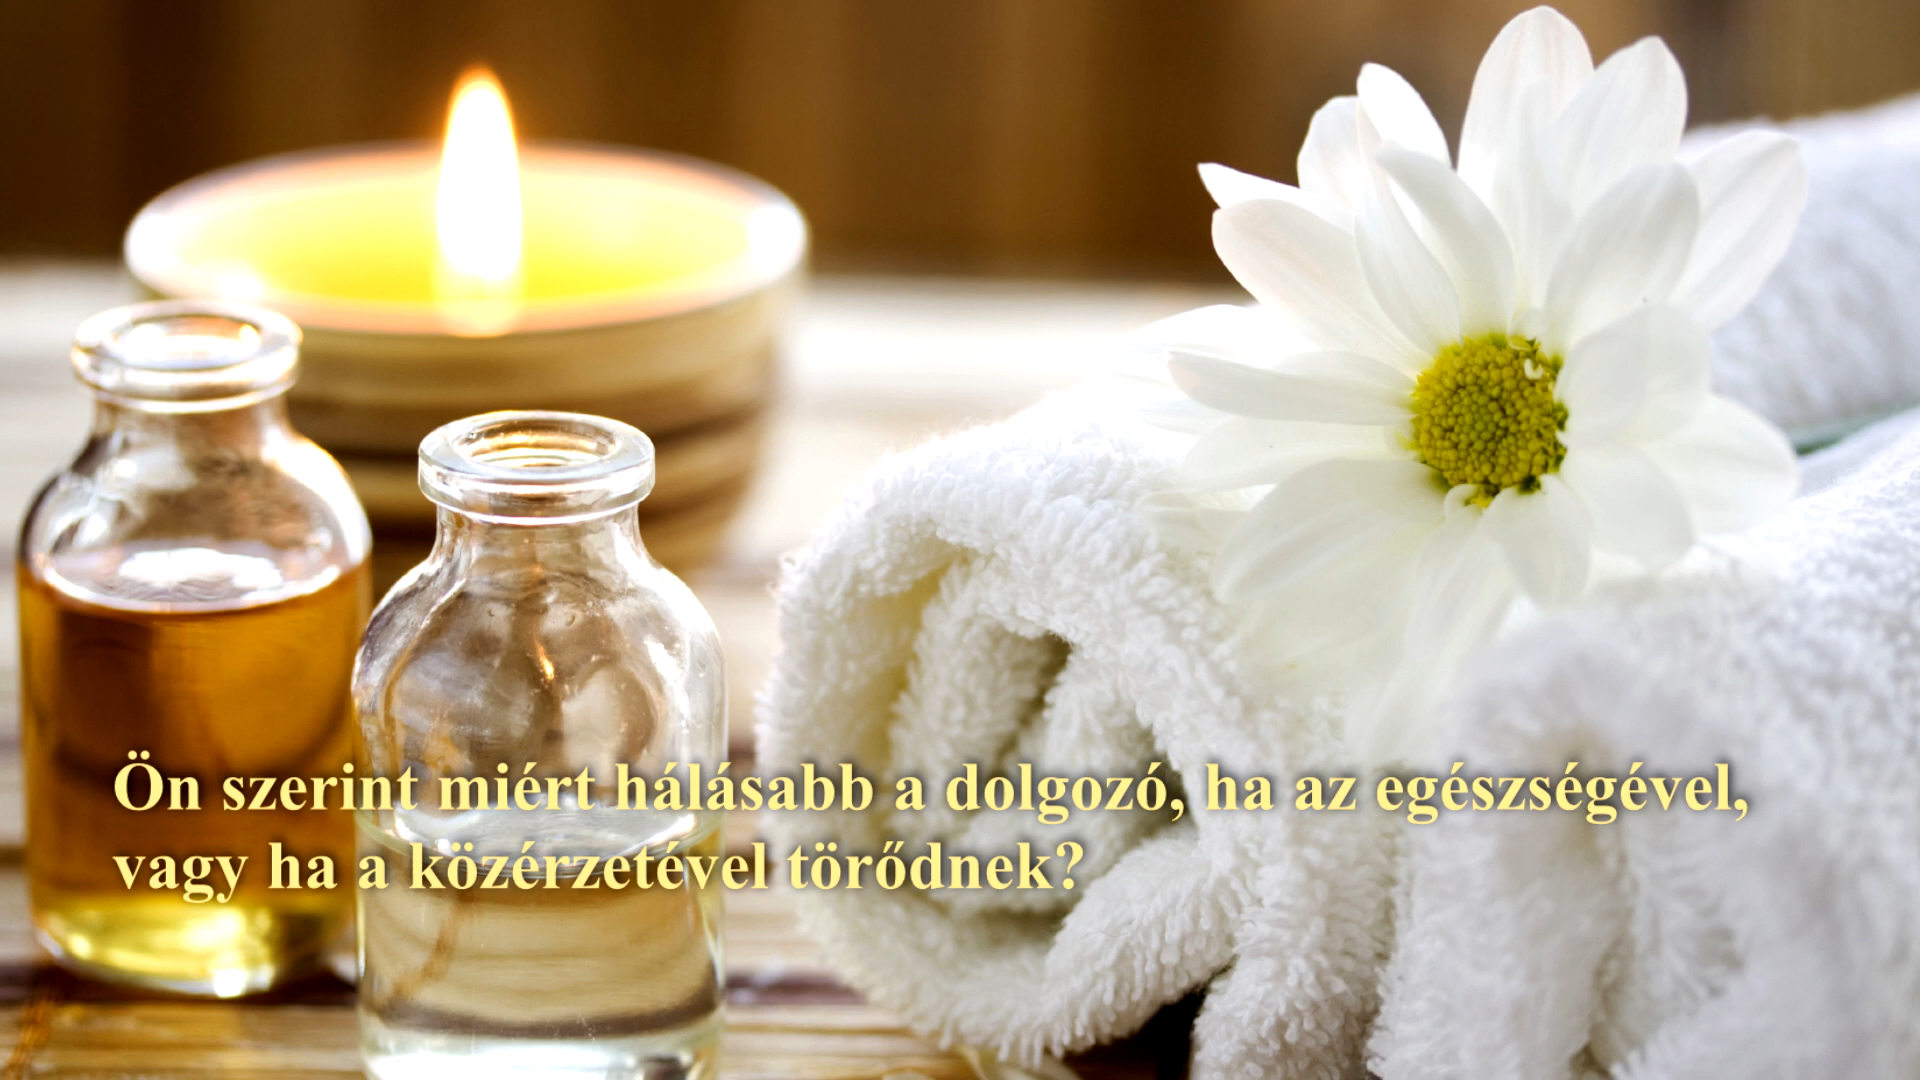 Ön szerint miért hálásabb a dolgozó, ha az egészségével,
vagy ha a közérzetével törődnek?